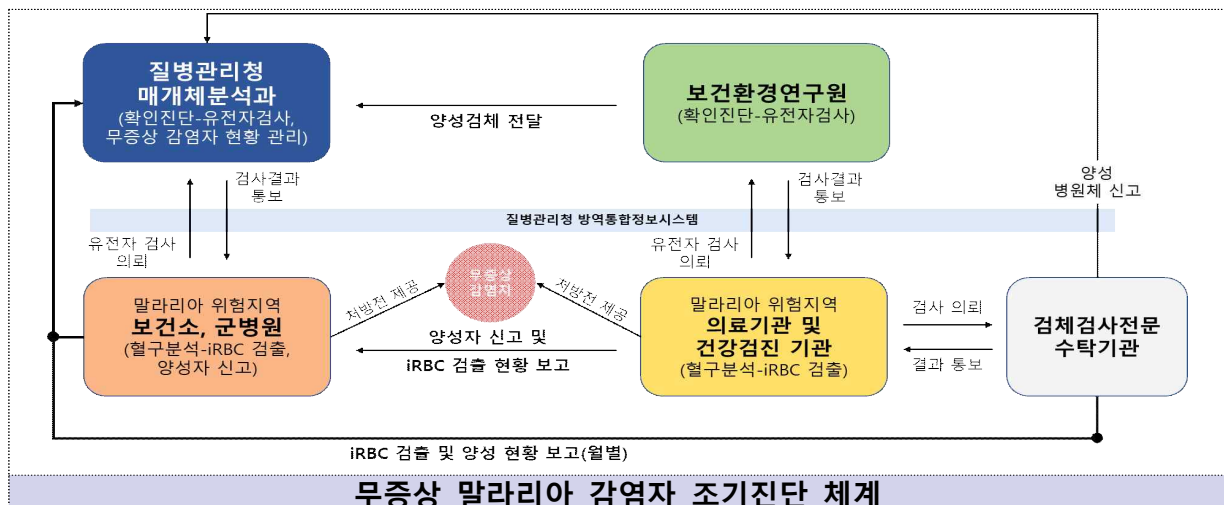 질병관리청
매개체분석과
(확인진단-유전자검사,
무증상 감염자 현황 관리)
보건환경연구원
(확인진단-유전자검사)
양성검체 전달
양성
병원체 신고
검사결과
통보
검사결과
통보
질병관리청 방역통합정보시스템
유전자 검사
의뢰
유전자 검사
의뢰
무증상
감염자
말라리아 위험지역
보건소, 군병원
(혈구분석-iRBC 검출,
양성자 신고)
처방전 제공
처방전 제공
양성자 신고 및
iRBC 검출 현황 보고
말라리아 위험지역
의료기관 및
건강검진 기관
(혈구분석-iRBC 검출)
검사 의뢰
결과 통보
검체검사전문
수탁기관
iRBC 검출 및 양성 현황 보고(월별)
무증상 말라리아 감염자 조기진단 체계